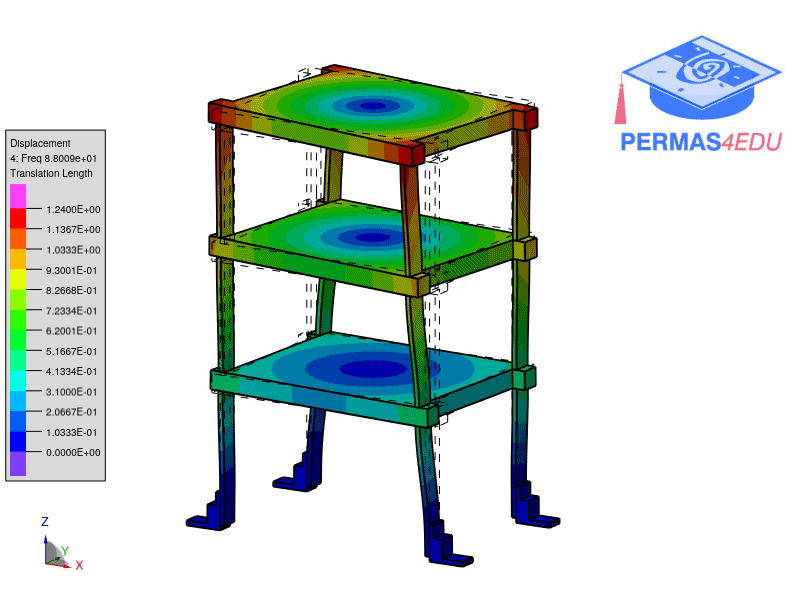 PERMAS4EDU
Displacement
4: Freq 8.8009e+01
Translation Length
1.2400E+00
1.1367E+00
1.0333E+00
9.3001E-01
8.2668E-01
7.2334E-01
6.2001E-01
5.1667E-01
4.1334E-01
3.1000E-01
2.0667E-01
1.0333E-01
0.0000E+00
Z
Y
X